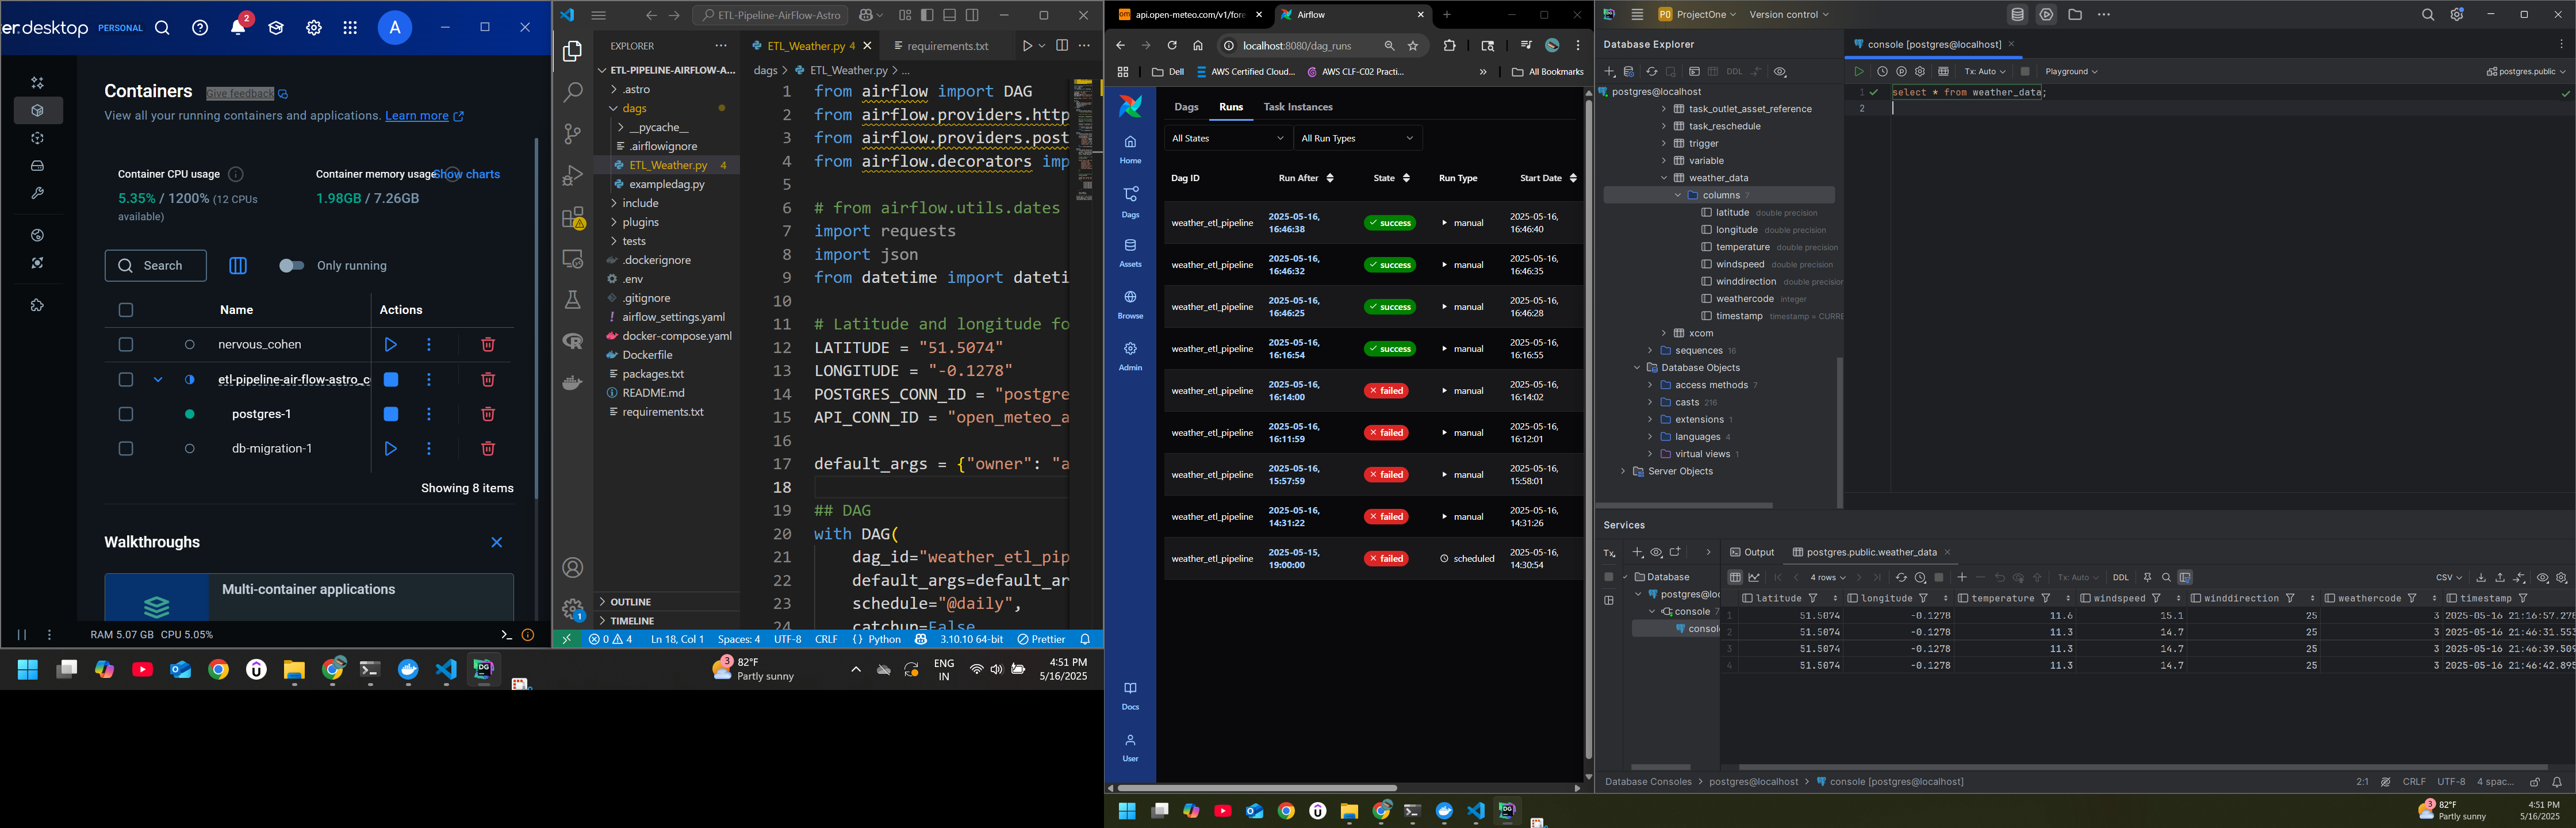 er.desktop PERSONAL
2
A
Containers Give feedback
View all your running containers and applications. Learn more
Container CPU usage
5.35% / 1200% (12 CPUs available)
Container memory usage
Show charts
1.98GB / 7.26GB
Search
Only running
Name Actions
nervous_cohen
etl-pipeline-air-flow-astro_c
postgres-1
db-migration-1
Showing 8 items
Walkthroughs
Multi-container applications
RAM 5.07 GB CPU 5.05%
ETL-Pipeline-AirFlow-Astro
EXPLORER
ETL-PIPELINE-AIRFLOW-A...
.astro
dags
__pycache__
.airflowignore
ETL_Weather.py 4
exampledag.py
include
plugins
tests
.dockerignore
.env
.gitignore
airflow_settings.yaml
docker-compose.yaml
Dockerfile
packages.txt
README.md
requirements.txt
OUTLINE
TIMELINE
ETL_Weather.py 4
requirements.txt
dags > ETL_Weather.py > ...
1 from airflow import DAG
2 from airflow.providers.http
3 from airflow.providers.post
4 from airflow.decorators imp
5
6 # from airflow.utils.dates
7 import requests
8 import json
9 from datetime import dateti
10
11 # Latitude and longitude fo
12 LATITUDE = "51.5074"
13 LONGITUDE = "-0.1278"
14 POSTGRES_CONN_ID = "postgre
15 API_CONN_ID = "open_meteo_a
16
17 default_args = {"owner": "a
18
19 ## DAG
20 with DAG(
21 dag_id="weather_etl_pip
22 default_args=default_ar
23 schedule="@daily",
24 catchup=False
1
0 4 Ln 18, Col 1 Spaces: 4 UTF-8 CRLF {} Python 3.10.10 64-bit Prettier
3 82°F
Partly sunny
ENG
IN
4:51 PM
5/16/2025
api.open-meteo.com/v1/for
Airflow
localhost:8080/dag_runs
Dell
AWS Certified Cloud...
AWS CLF-C02 Practi...
All Bookmarks
Home
Dags
Assets
Browse
Admin
Docs
User
Dags Runs Task Instances
All States All Run Types
Dag ID Run After State Run Type Start Date
weather_etl_pipeline 2025-05-16, 16:46:38 success manual 2025-05-16, 16:46:40
weather_etl_pipeline 2025-05-16, 16:46:32 success manual 2025-05-16, 16:46:35
weather_etl_pipeline 2025-05-16, 16:46:25 success manual 2025-05-16, 16:46:28
weather_etl_pipeline 2025-05-16, 16:16:54 success manual 2025-05-16, 16:16:55
weather_etl_pipeline 2025-05-16, 16:14:00 failed manual 2025-05-16, 16:14:02
weather_etl_pipeline 2025-05-16, 16:11:59 failed manual 2025-05-16, 16:12:01
weather_etl_pipeline 2025-05-16, 15:57:59 failed manual 2025-05-16, 15:58:01
weather_etl_pipeline 2025-05-16, 14:31:22 failed manual 2025-05-16, 14:31:26
weather_etl_pipeline 2025-05-15, 19:00:00 failed scheduled 2025-05-16, 14:30:54
PO ProjectOne Version control
Database Explorer
DDL
postgres@localhost
task_outlet_asset_reference
task_reschedule
trigger
variable
weather_data
columns 7
latitude double precision
longitude double precision
temperature double precision
windspeed double precision
winddirection double precision
weathercode integer
timestamp timestamp = CURRE
xcom
sequences 16
Database Objects
access methods 7
casts 216
extensions 1
languages 4
virtual views 1
Server Objects
console [postgres@localhost]
Tx: Auto Playground postgres.public
1 select * from weather_data;
2
Services
Tx
Database
postgres@loc
console 7
consol
Output postgres.public.weather_data
4 rows Tx: Auto DDL CSV
latitude longitude temperature windspeed winddirection weathercode timestamp
1 51.5074 -0.1278 11.6 15.1 25 3 2025-05-16 21:16:57.278
2 51.5074 -0.1278 11.3 14.7 25 3 2025-05-16 21:46:31.553
3 51.5074 -0.1278 11.3 14.7 25 3 2025-05-16 21:46:39.509
4 51.5074 -0.1278 11.3 14.7 25 3 2025-05-16 21:46:42.895
Database Consoles > postgres@localhost > console [postgres@localhost]
2:1 CRLF UTF-8 4 spac...
3 82°F
Partly sunny
4:51 PM
5/16/2025